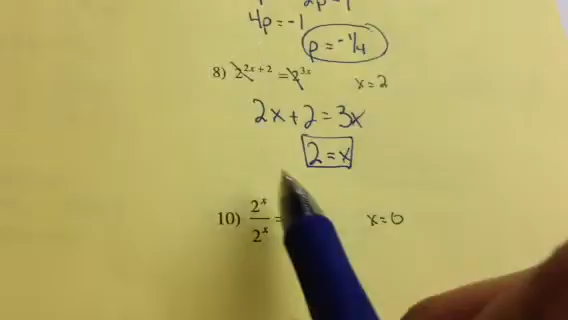 4p = -1
p = -1/4
8) 2^{2x+2} = 2^{3x} x = 2
2x + 2 = 3x
2 = x
10) \frac{2^x}{2^x} = x = 0